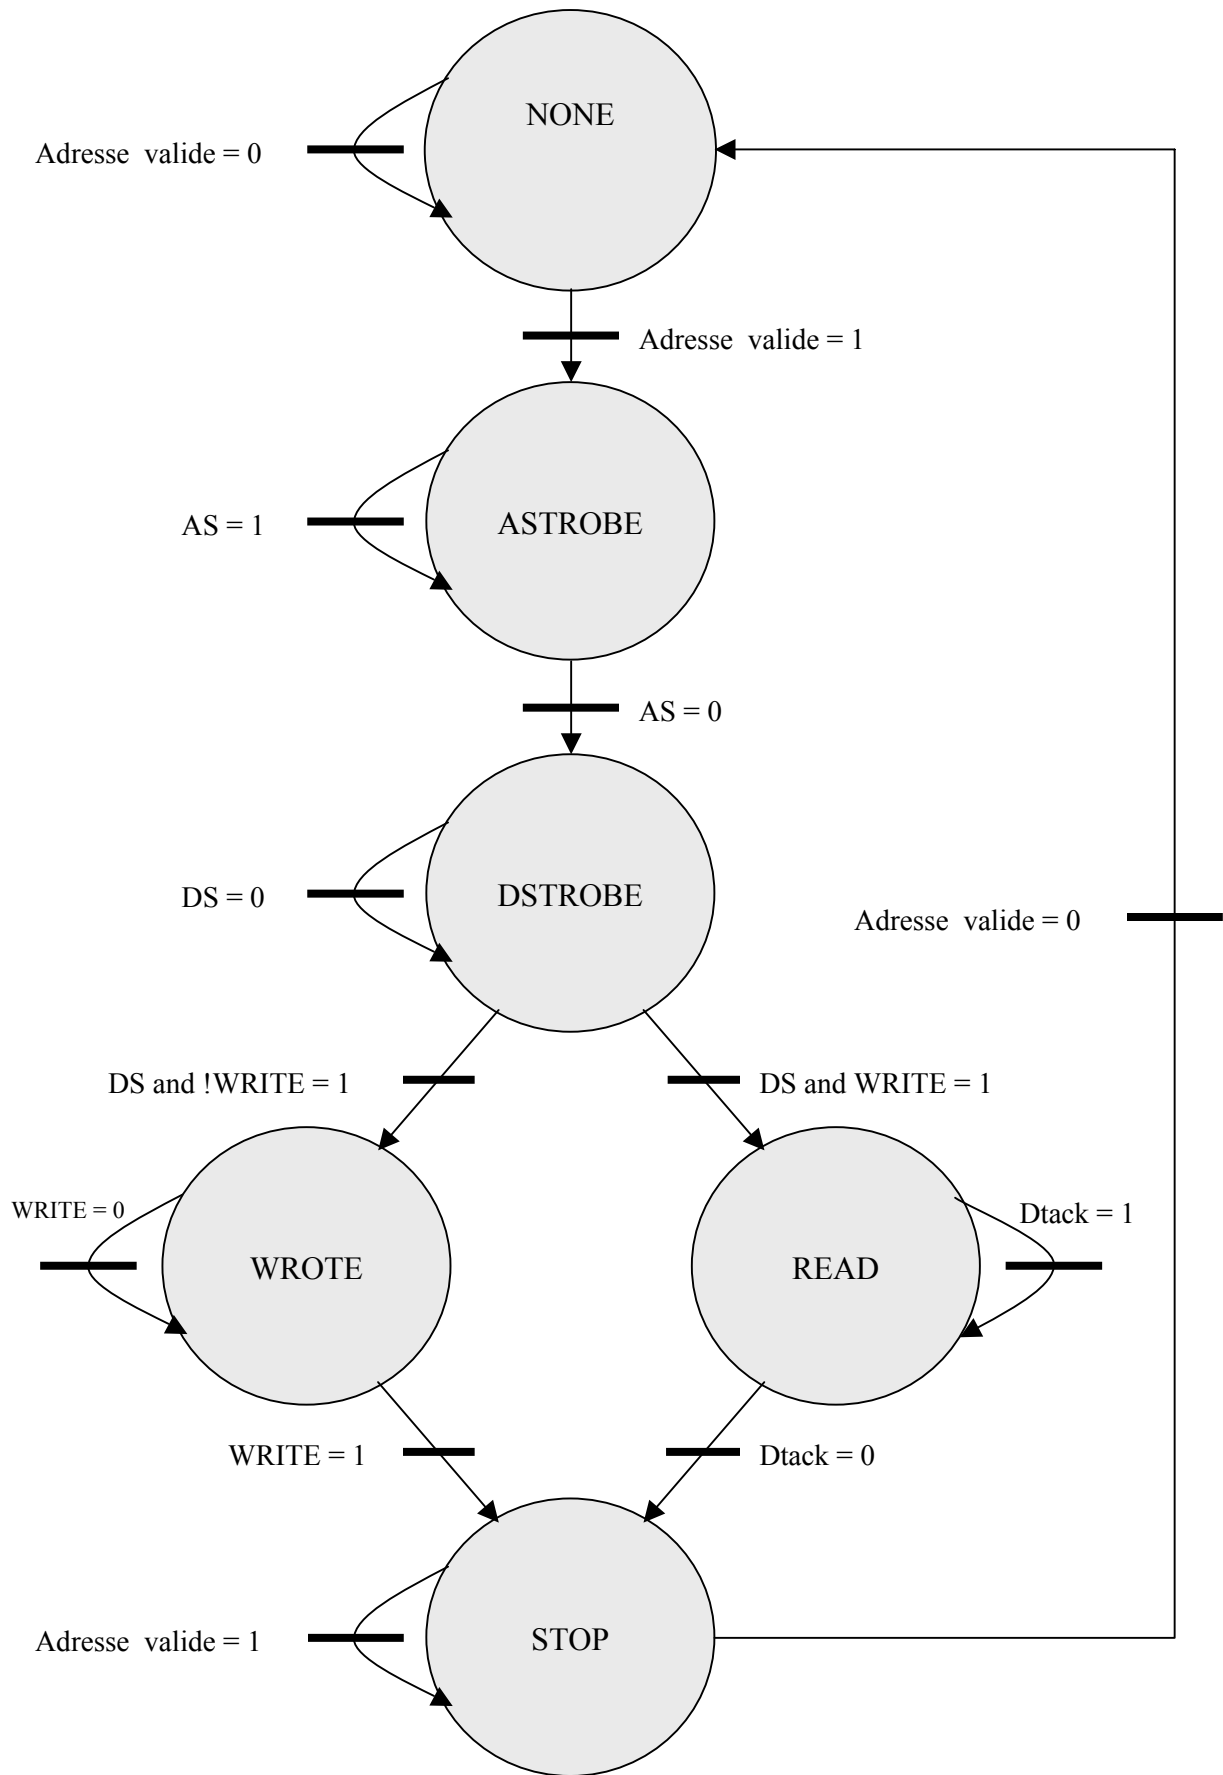 NONE
Adresse valide = 0
Adresse valide = 1
AS = 1
ASTROBE
AS = 0
DS = 0
DSTROBE
Adresse valide = 0
DS and !WRITE = 1
DS and WRITE = 1
WRITE = 0
Dtack = 1
WROTE
READ
WRITE = 1
Dtack = 0
Adresse valide = 1
STOP